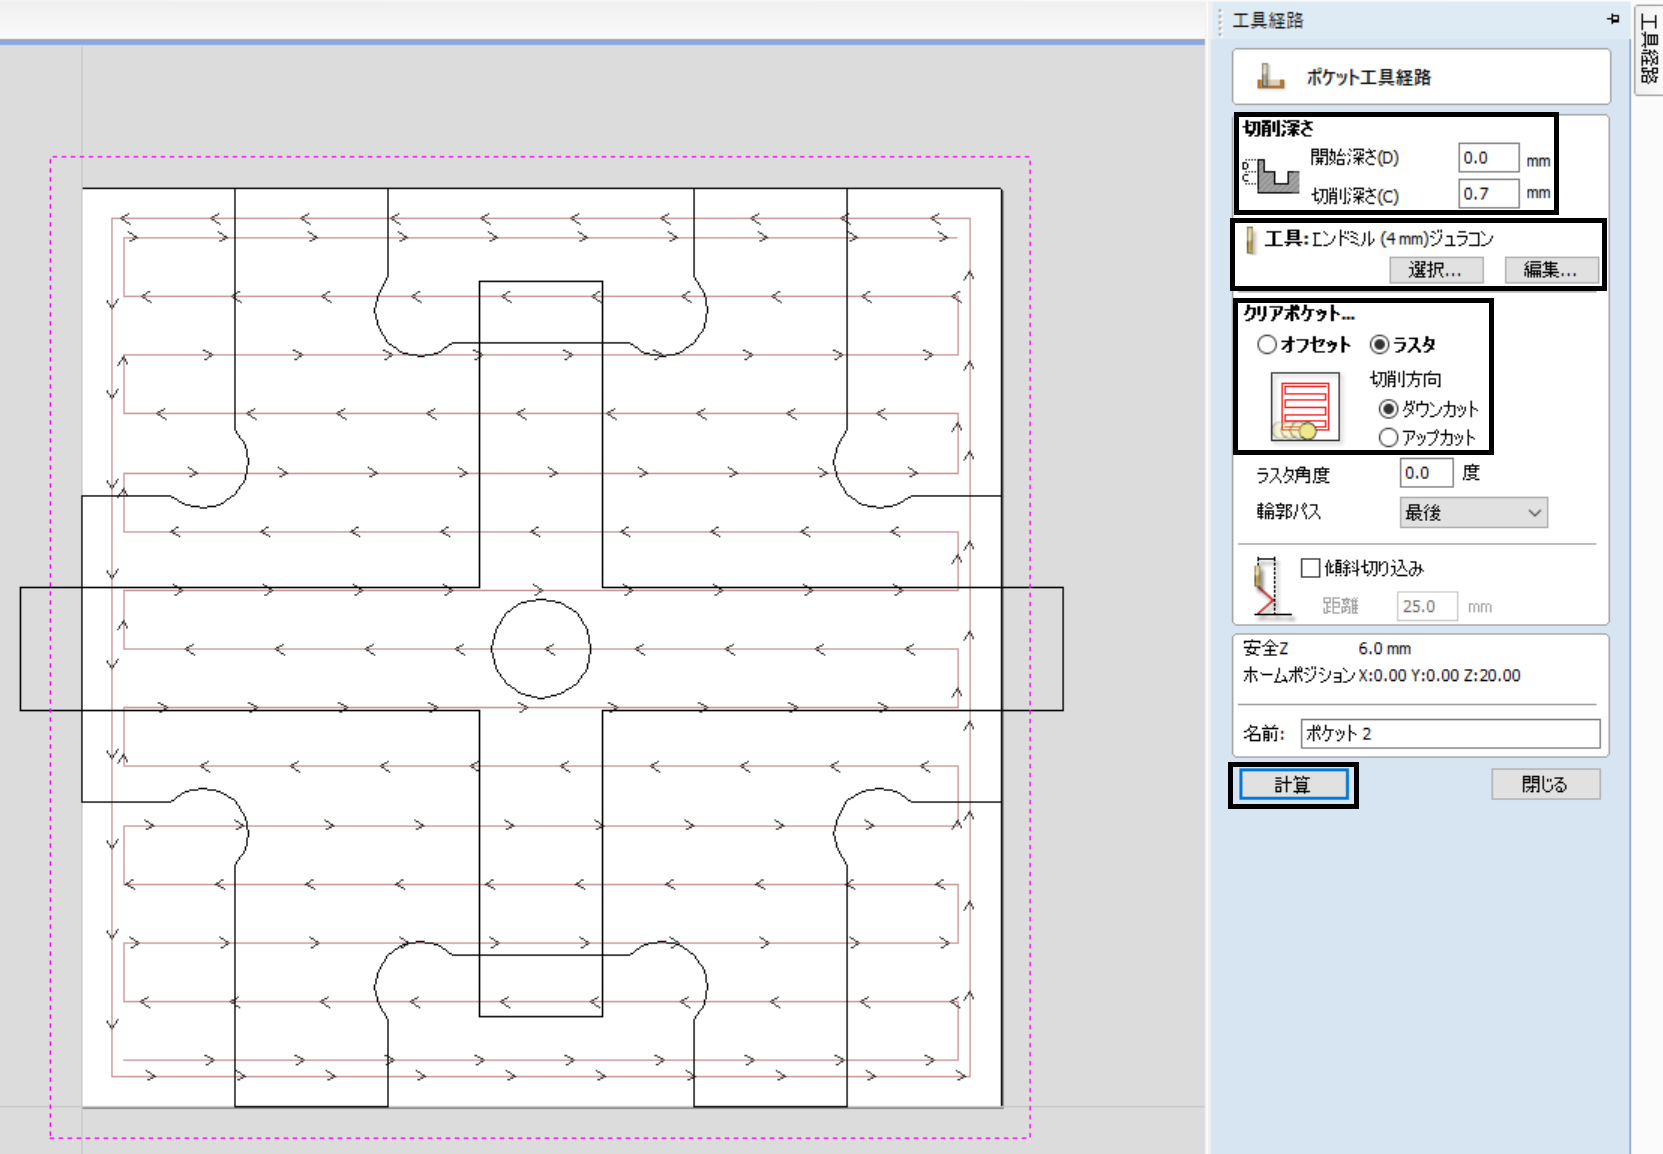 工具経路
工具経路
ポケット工具経路
切削深さ
開始深さ(D) 0.0 mm
D
C
切削深さ(C) 0.7 mm
工具:エンドミル (4 mm)ジュラコン
選択... 編集...
クリアポケット...
オフセット ラスタ
切削方向
ダウンカット
アップカット
ラスタ角度 0.0 度
輪郭パス 最後
傾斜切り込み
距離 25.0 mm
安全Z 6.0 mm
ホームポジション X:0.00 Y:0.00 Z:20.00
名前: ポケット 2
計算 閉じる